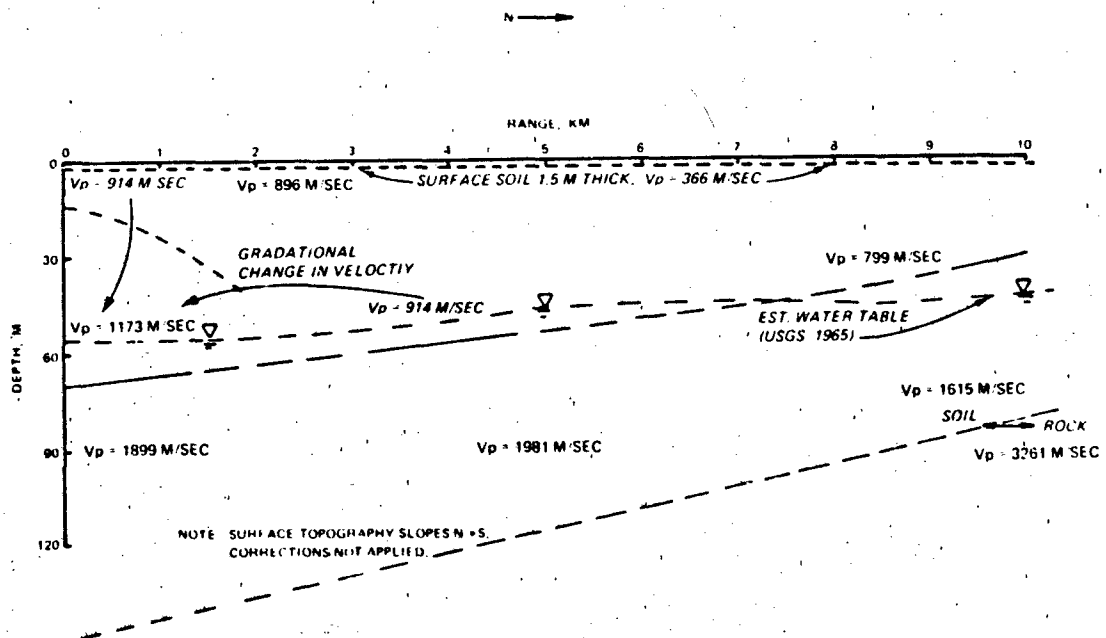 N
RANGE, KM
0 1 2 3 4 5 6 7 8 9 10
0
Vp - 914 M SEC
Vp = 896 M/SEC
SURFACE SOIL 1.5 M THICK, Vp - 366 M/SEC
30
GRADATIONAL
CHANGE IN VELOCTIY
Vp = 799 M/SEC
Vp - 914 M/SEC
Vp = 1173 M/SEC
EST. WATER TABLE
(USGS 1965)
DEPTH, M
60
Vp = 1615 M/SEC
SOIL
ROCK
90
Vp = 1899 M/SEC
Vp = 1981 M/SEC
Vp = 3261 M SEC
NOTE SURFACE TOPOGRAPHY SLOPES N S.
CORRECTIONS NOT APPLIED.
120